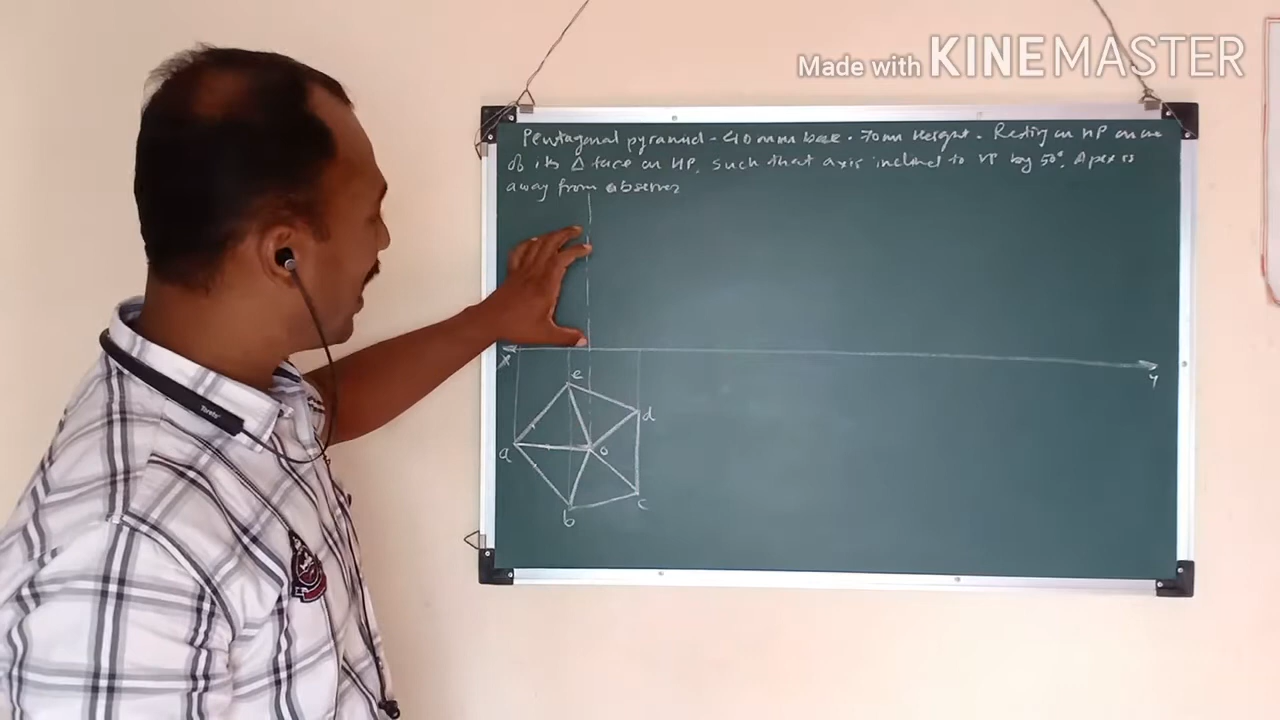 Made with KINEMASTER
Pentagonal pyramid - 40 mm base - 70 mm Height - Resting on HP on one
of its Δ face on HP, such that axis inclined to VP by 50°, Apex is
away from observer
x
y
e
d
a
o
c
b